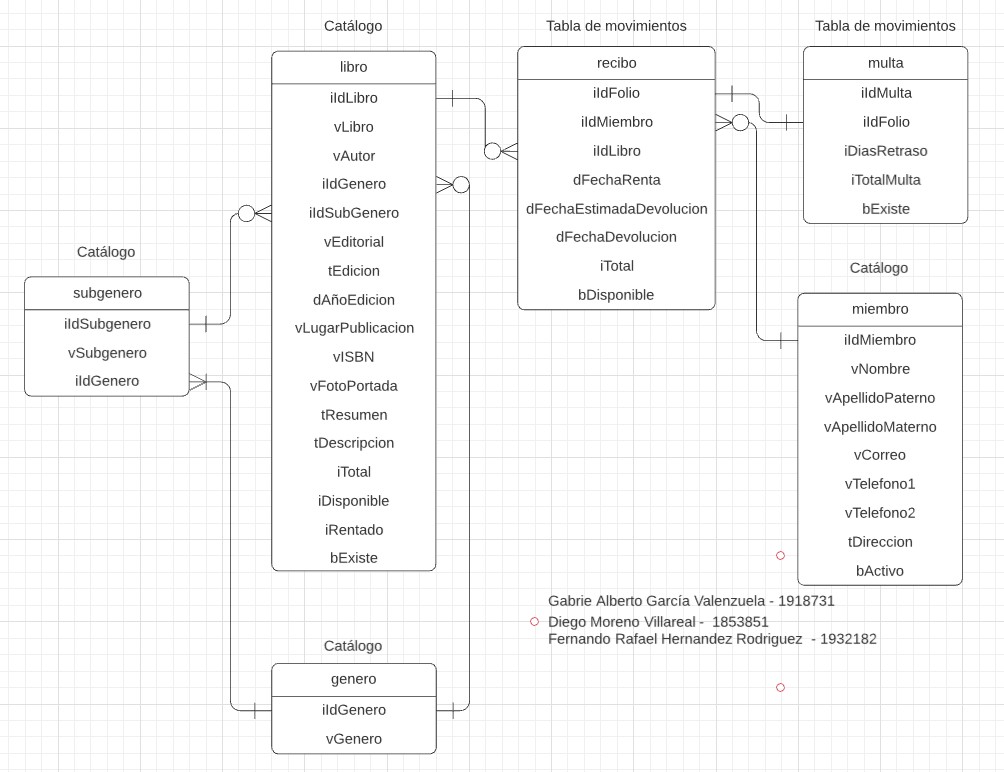 Catálogo
libro
iIdLibro
vLibro
vAutor
iIdGenero
iIdSubGenero
vEditorial
tEdicion
dAñoEdicion
vLugarPublicacion
vISBN
vFotoPortada
tResumen
tDescripcion
iTotal
iDisponible
iRentado
bExiste
Tabla de movimientos
recibo
iIdFolio
iIdMiembro
iIdLibro
dFechaRenta
dFechaEstimadaDevolucion
dFechaDevolucion
iTotal
bDisponible
Tabla de movimientos
multa
iIdMulta
iIdFolio
iDiasRetraso
iTotalMulta
bExiste
Catálogo
subgenero
iIdSubgenero
vSubgenero
iIdGenero
Catálogo
miembro
iIdMiembro
vNombre
vApellidoPaterno
vApellidoMaterno
vCorreo
vTelefono1
vTelefono2
tDireccion
bActivo
Gabrie Alberto García Valenzuela - 1918731
Diego Moreno Villareal - 1853851
Fernando Rafael Hernandez Rodriguez - 1932182
Catálogo
genero
iIdGenero
vGenero